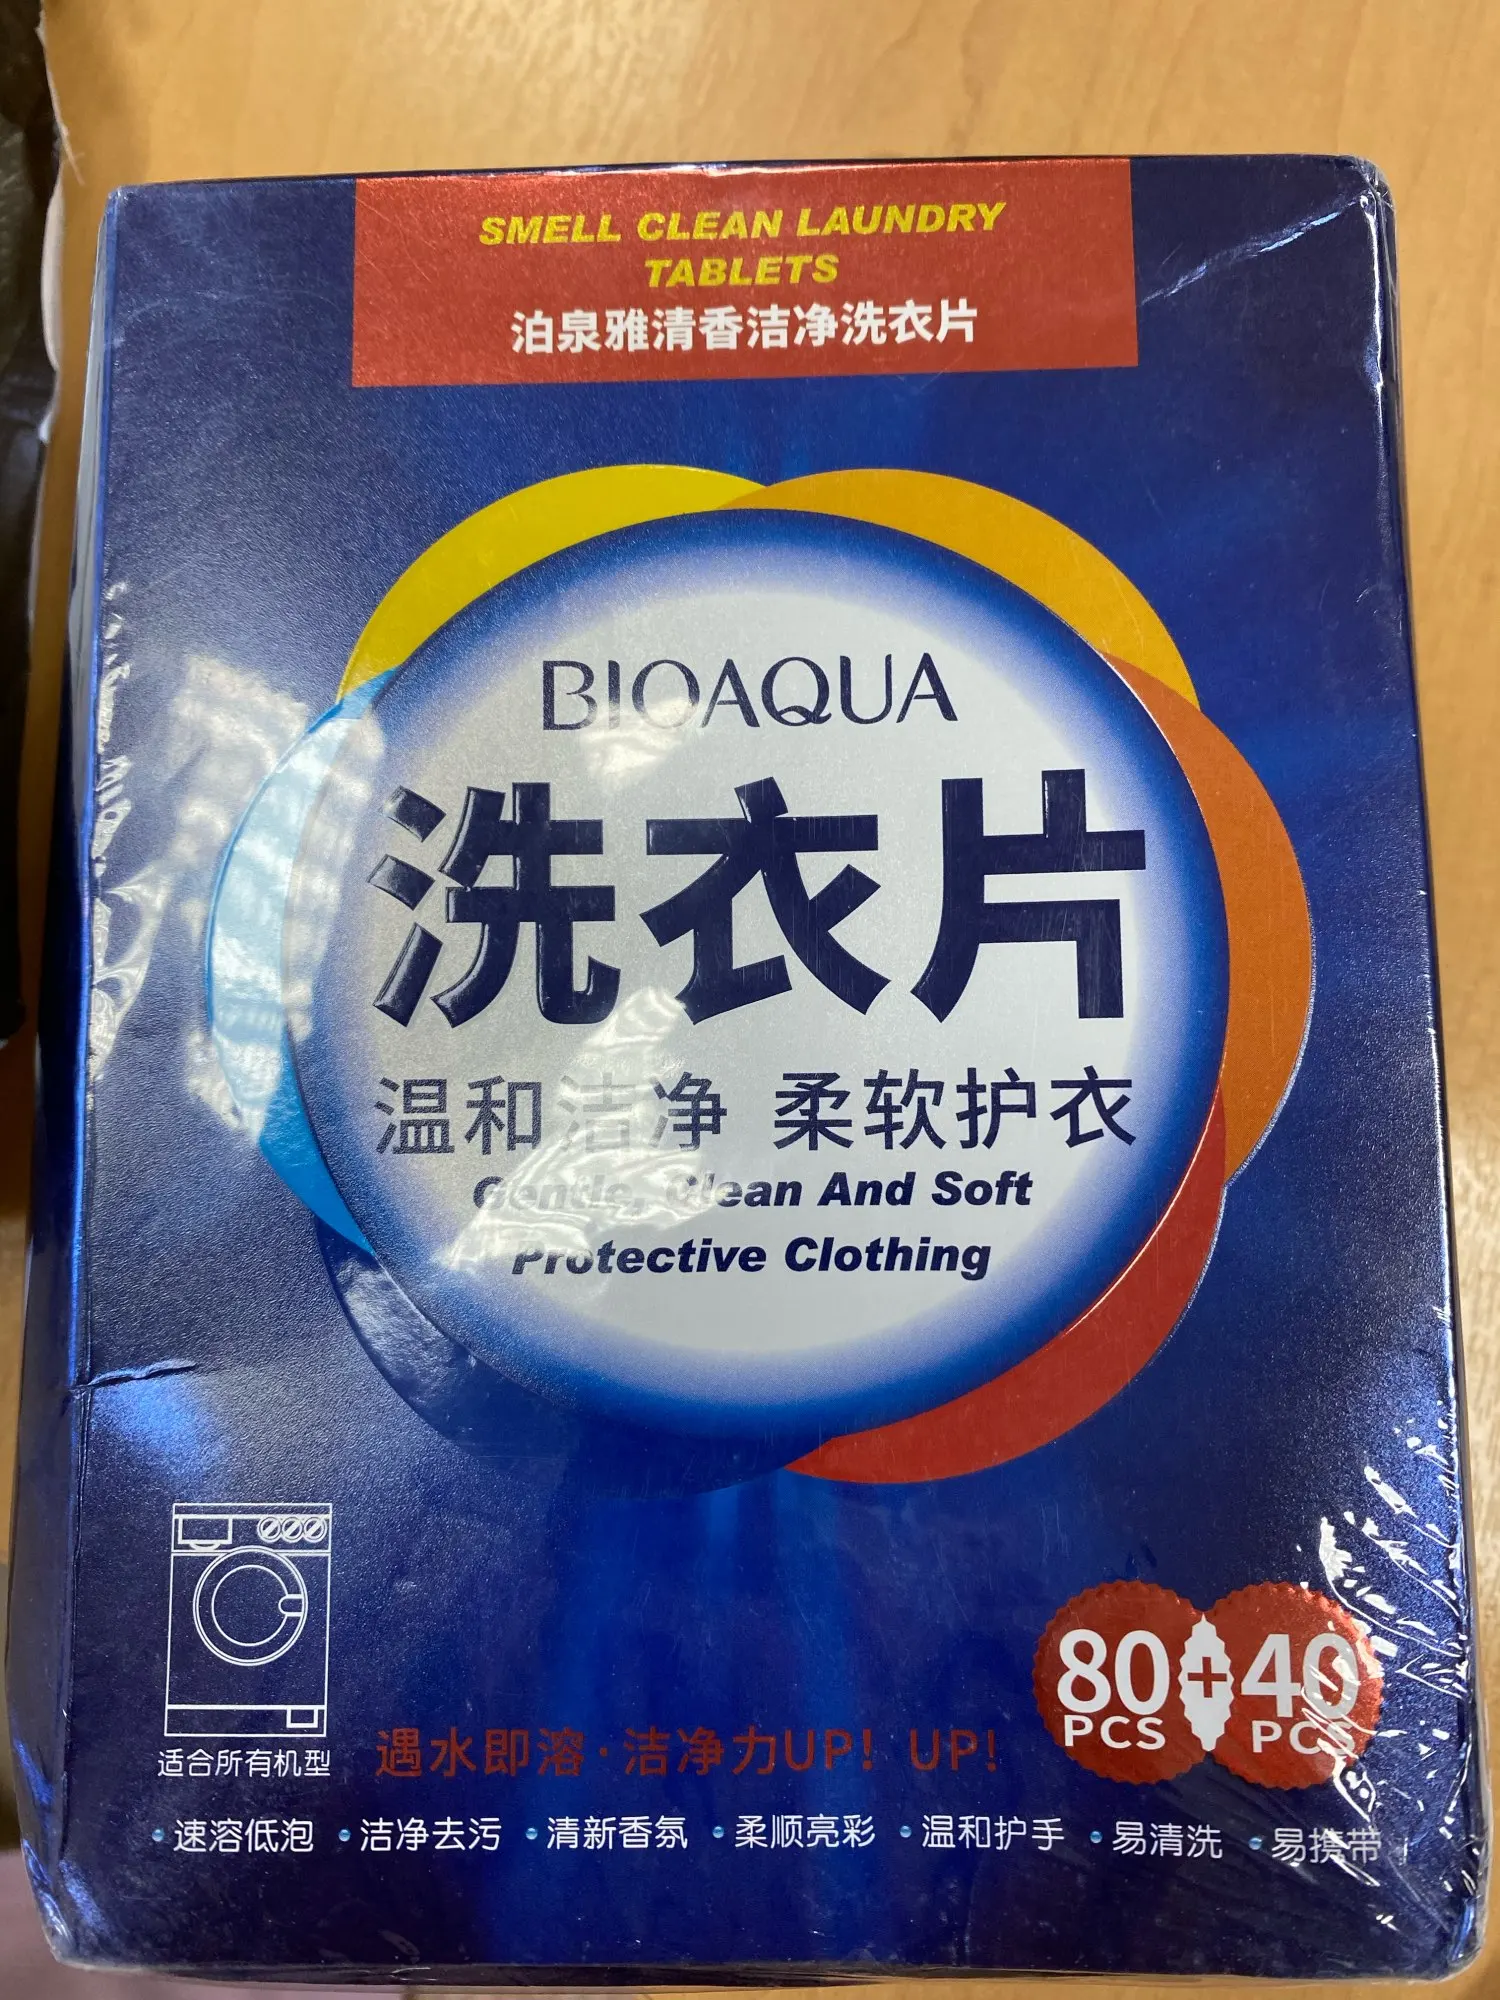 SMELL CLEAN LAUNDRY
TABLETS
泊泉雅清香洁净洗衣片
BIOAQUA
洗衣片
温和洁净 柔软护衣
Gentle, Clean And Soft
Protective Clothing
80 + 40
PCS PCS
适合所有机型
遇水即溶·洁净力UP! UP!
·速溶低泡 ·洁净去污 ·清新香氛 ·柔顺亮彩 ·温和护手 ·易清洗 ·易携带